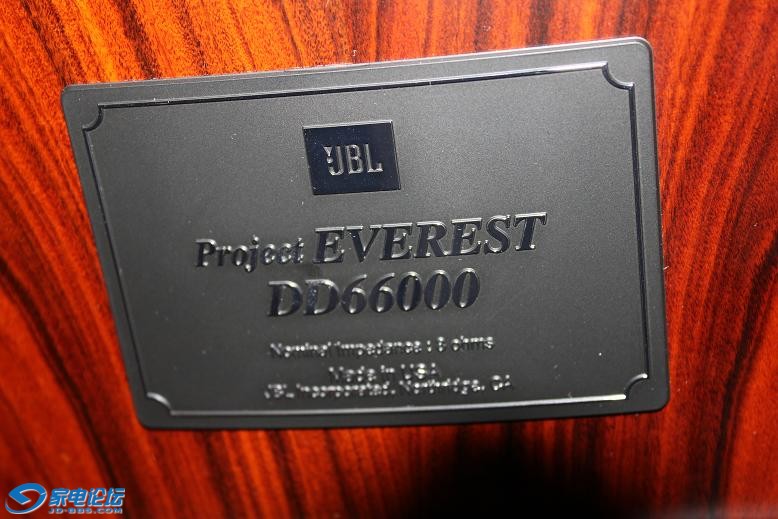 JBL
Project EVEREST
DD66000
Nominal Impedance : 8 ohms
Made in USA
JBL Incorporated, Northridge, CA
家电论坛
JD-BBS.COM